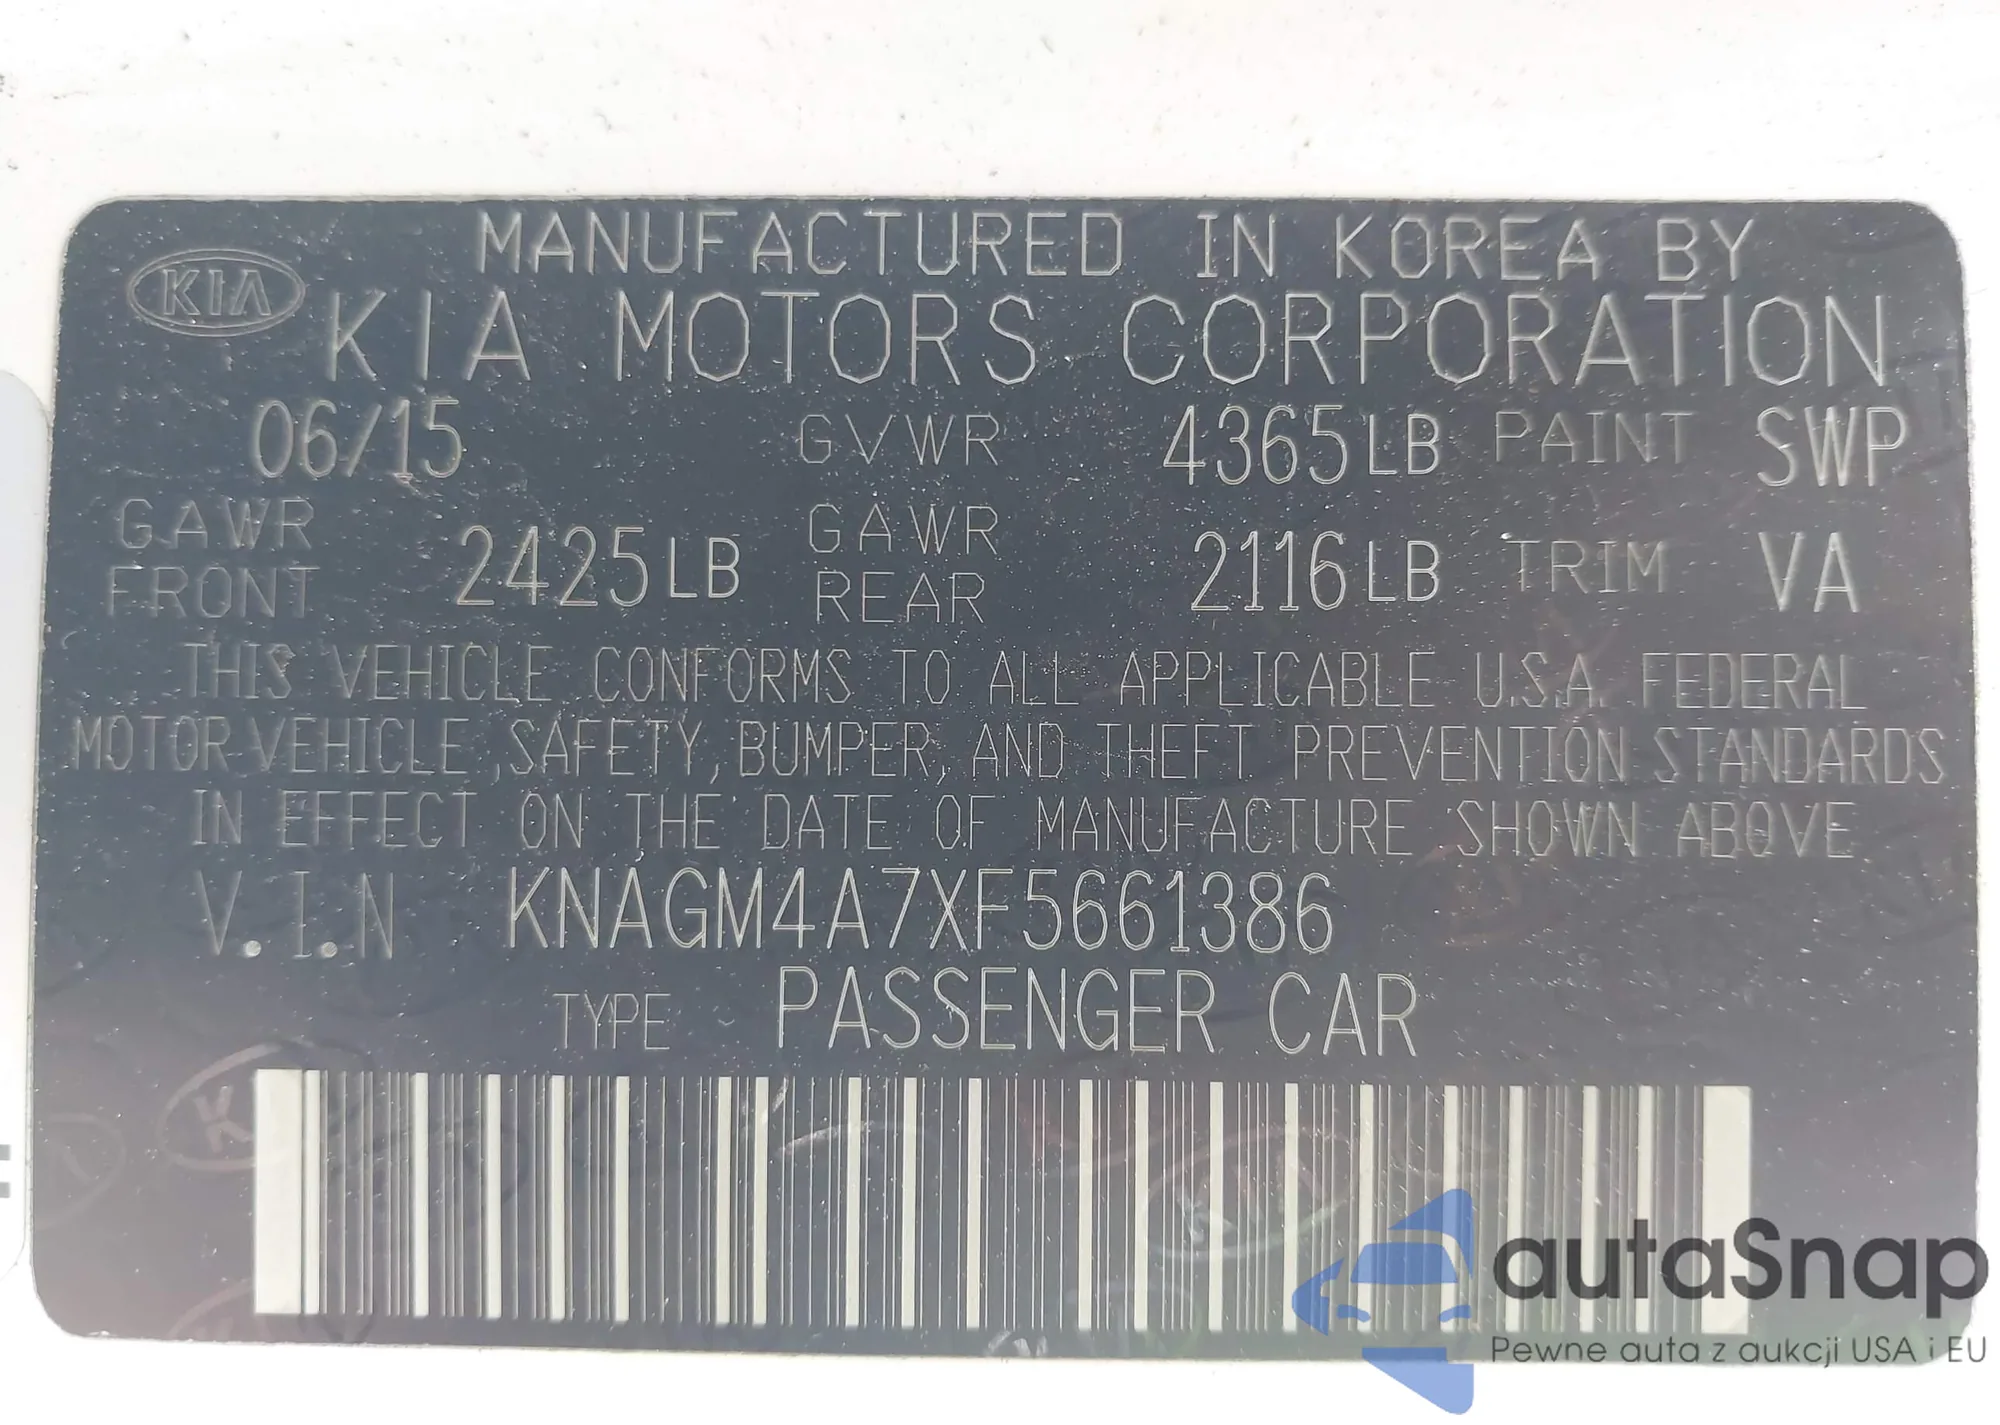 MANUFACTURED IN KOREA BY
KIA
KIA MOTORS CORPORATION
06/15 GVWR 4365LB PAINT SWP
GAWR FRONT 2425LB GAWR REAR 2116LB TRIM VA
THIS VEHICLE CONFORMS TO ALL APPLICABLE U.S.A. FEDERAL
MOTOR VEHICLE ,SAFETY, BUMPER, AND THEFT PREVENTION STANDARDS
IN EFFECT ON THE DATE OF MANUFACTURE SHOWN ABOVE
V.I.N KNAGM4A7XF5661386
TYPE PASSENGER CAR
autaSnap
Pewne auta z aukcji USA i EU